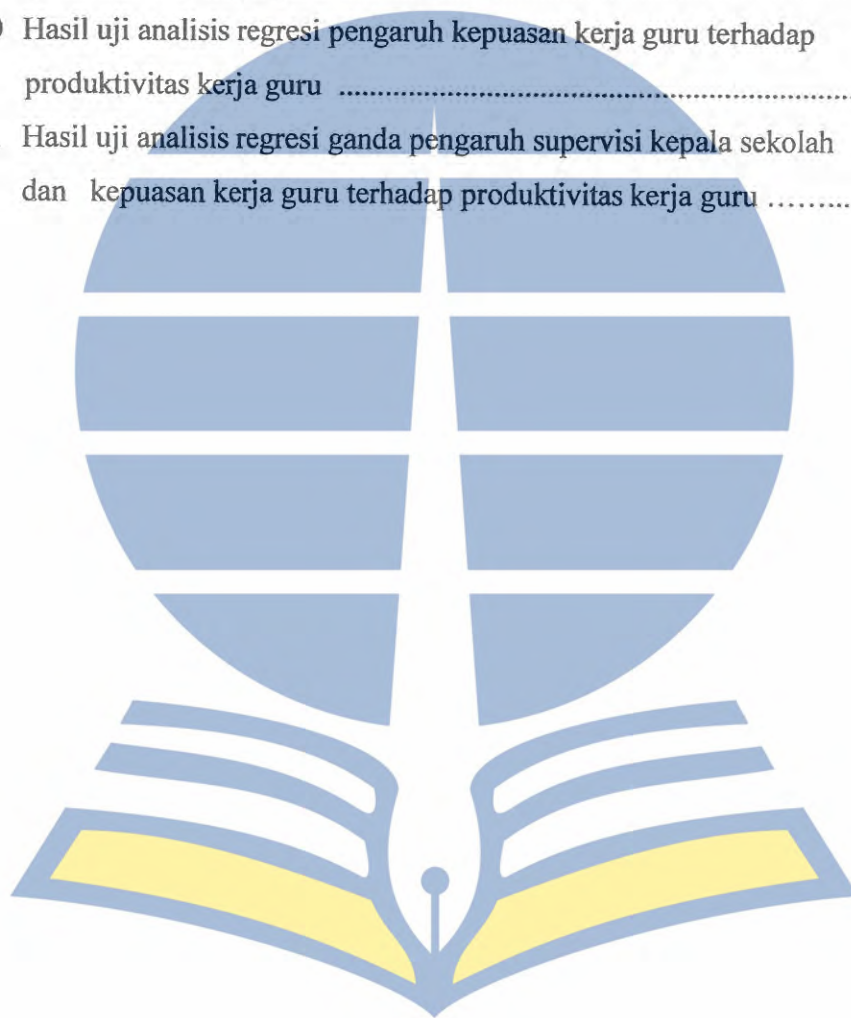 Hasil uji analisis regresi pengaruh kepuasan kerja guru terhadap
produktivitas kerja guru ....................................................................
Hasil uji analisis regresi ganda pengaruh supervisi kepala sekolah
dan kepuasan kerja guru terhadap produktivitas kerja guru .........